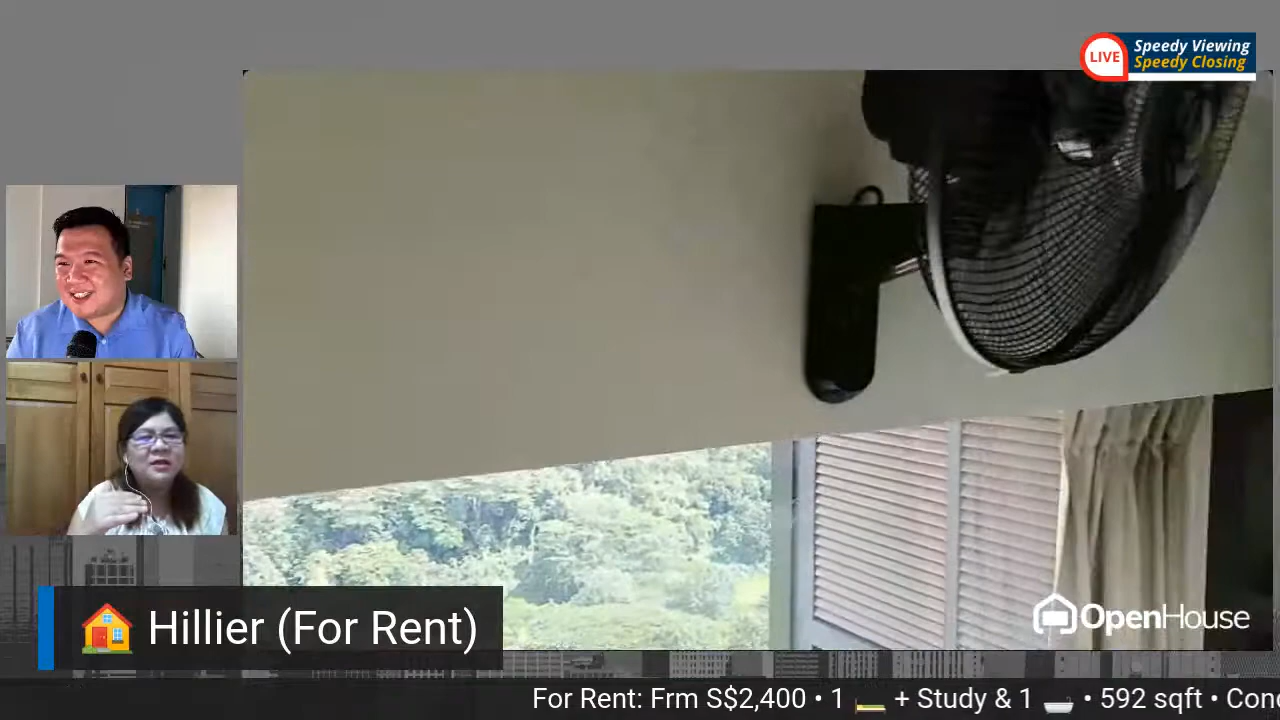 LIVE
Speedy Viewing
Speedy Closing
OpenHouse
Hillier (For Rent)
For Rent: Frm S$2,400 • 1 + Study & 1 • 592 sqft • Con